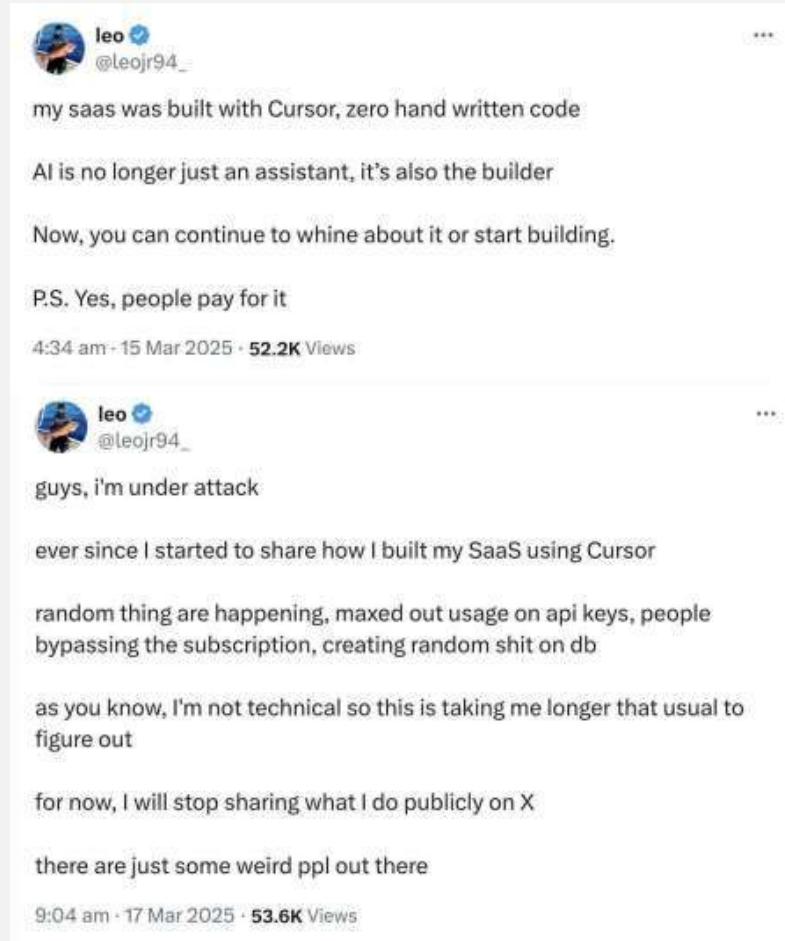 leo
@leojr94_
my saas was built with Cursor, zero hand written code
AI is no longer just an assistant, it's also the builder
Now, you can continue to whine about it or start building.
P.S. Yes, people pay for it
4:34 am · 15 Mar 2025 · 52.2K Views
leo
@leojr94_
guys, i'm under attack
ever since I started to share how I built my SaaS using Cursor
random thing are happening, maxed out usage on api keys, people
bypassing the subscription, creating random shit on db
as you know, I'm not technical so this is taking me longer that usual to
figure out
for now, I will stop sharing what I do publicly on X
there are just some weird ppl out there
9:04 am · 17 Mar 2025 · 53.6K Views